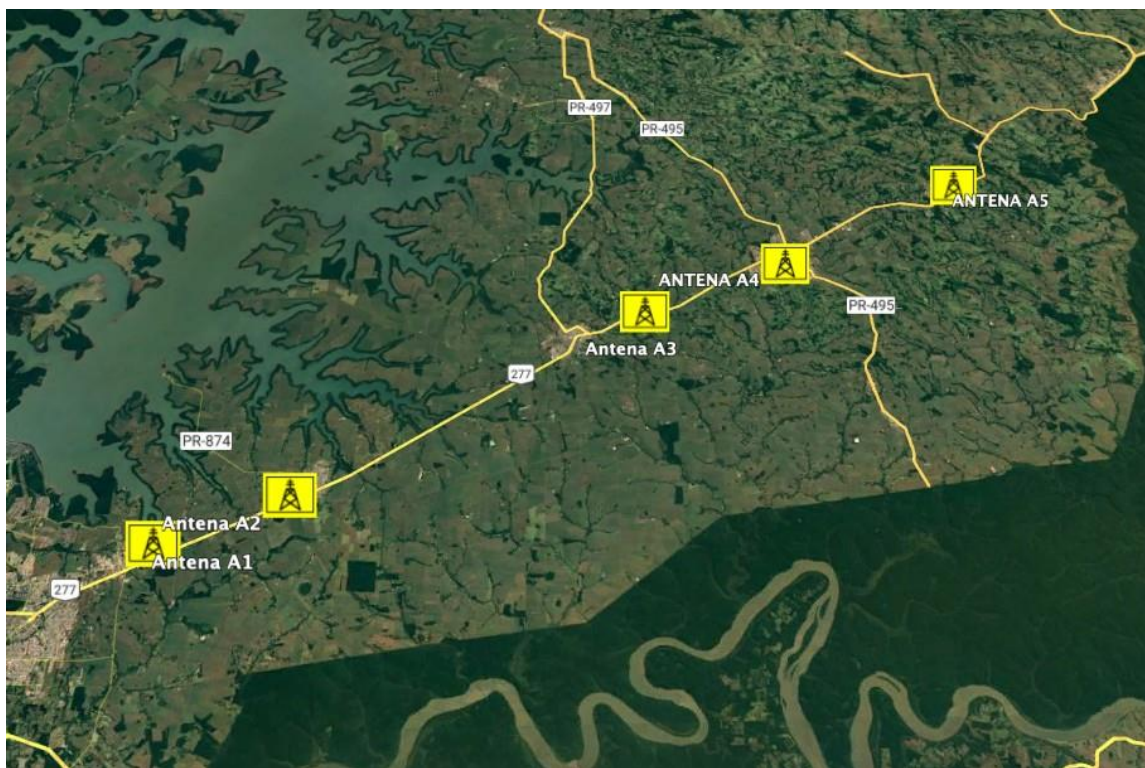 PR-497
PR-495
ANTENA A5
ANTENA A4
PR-495
Antena A3
277
PR-874
Antena A2
Antena A1
277